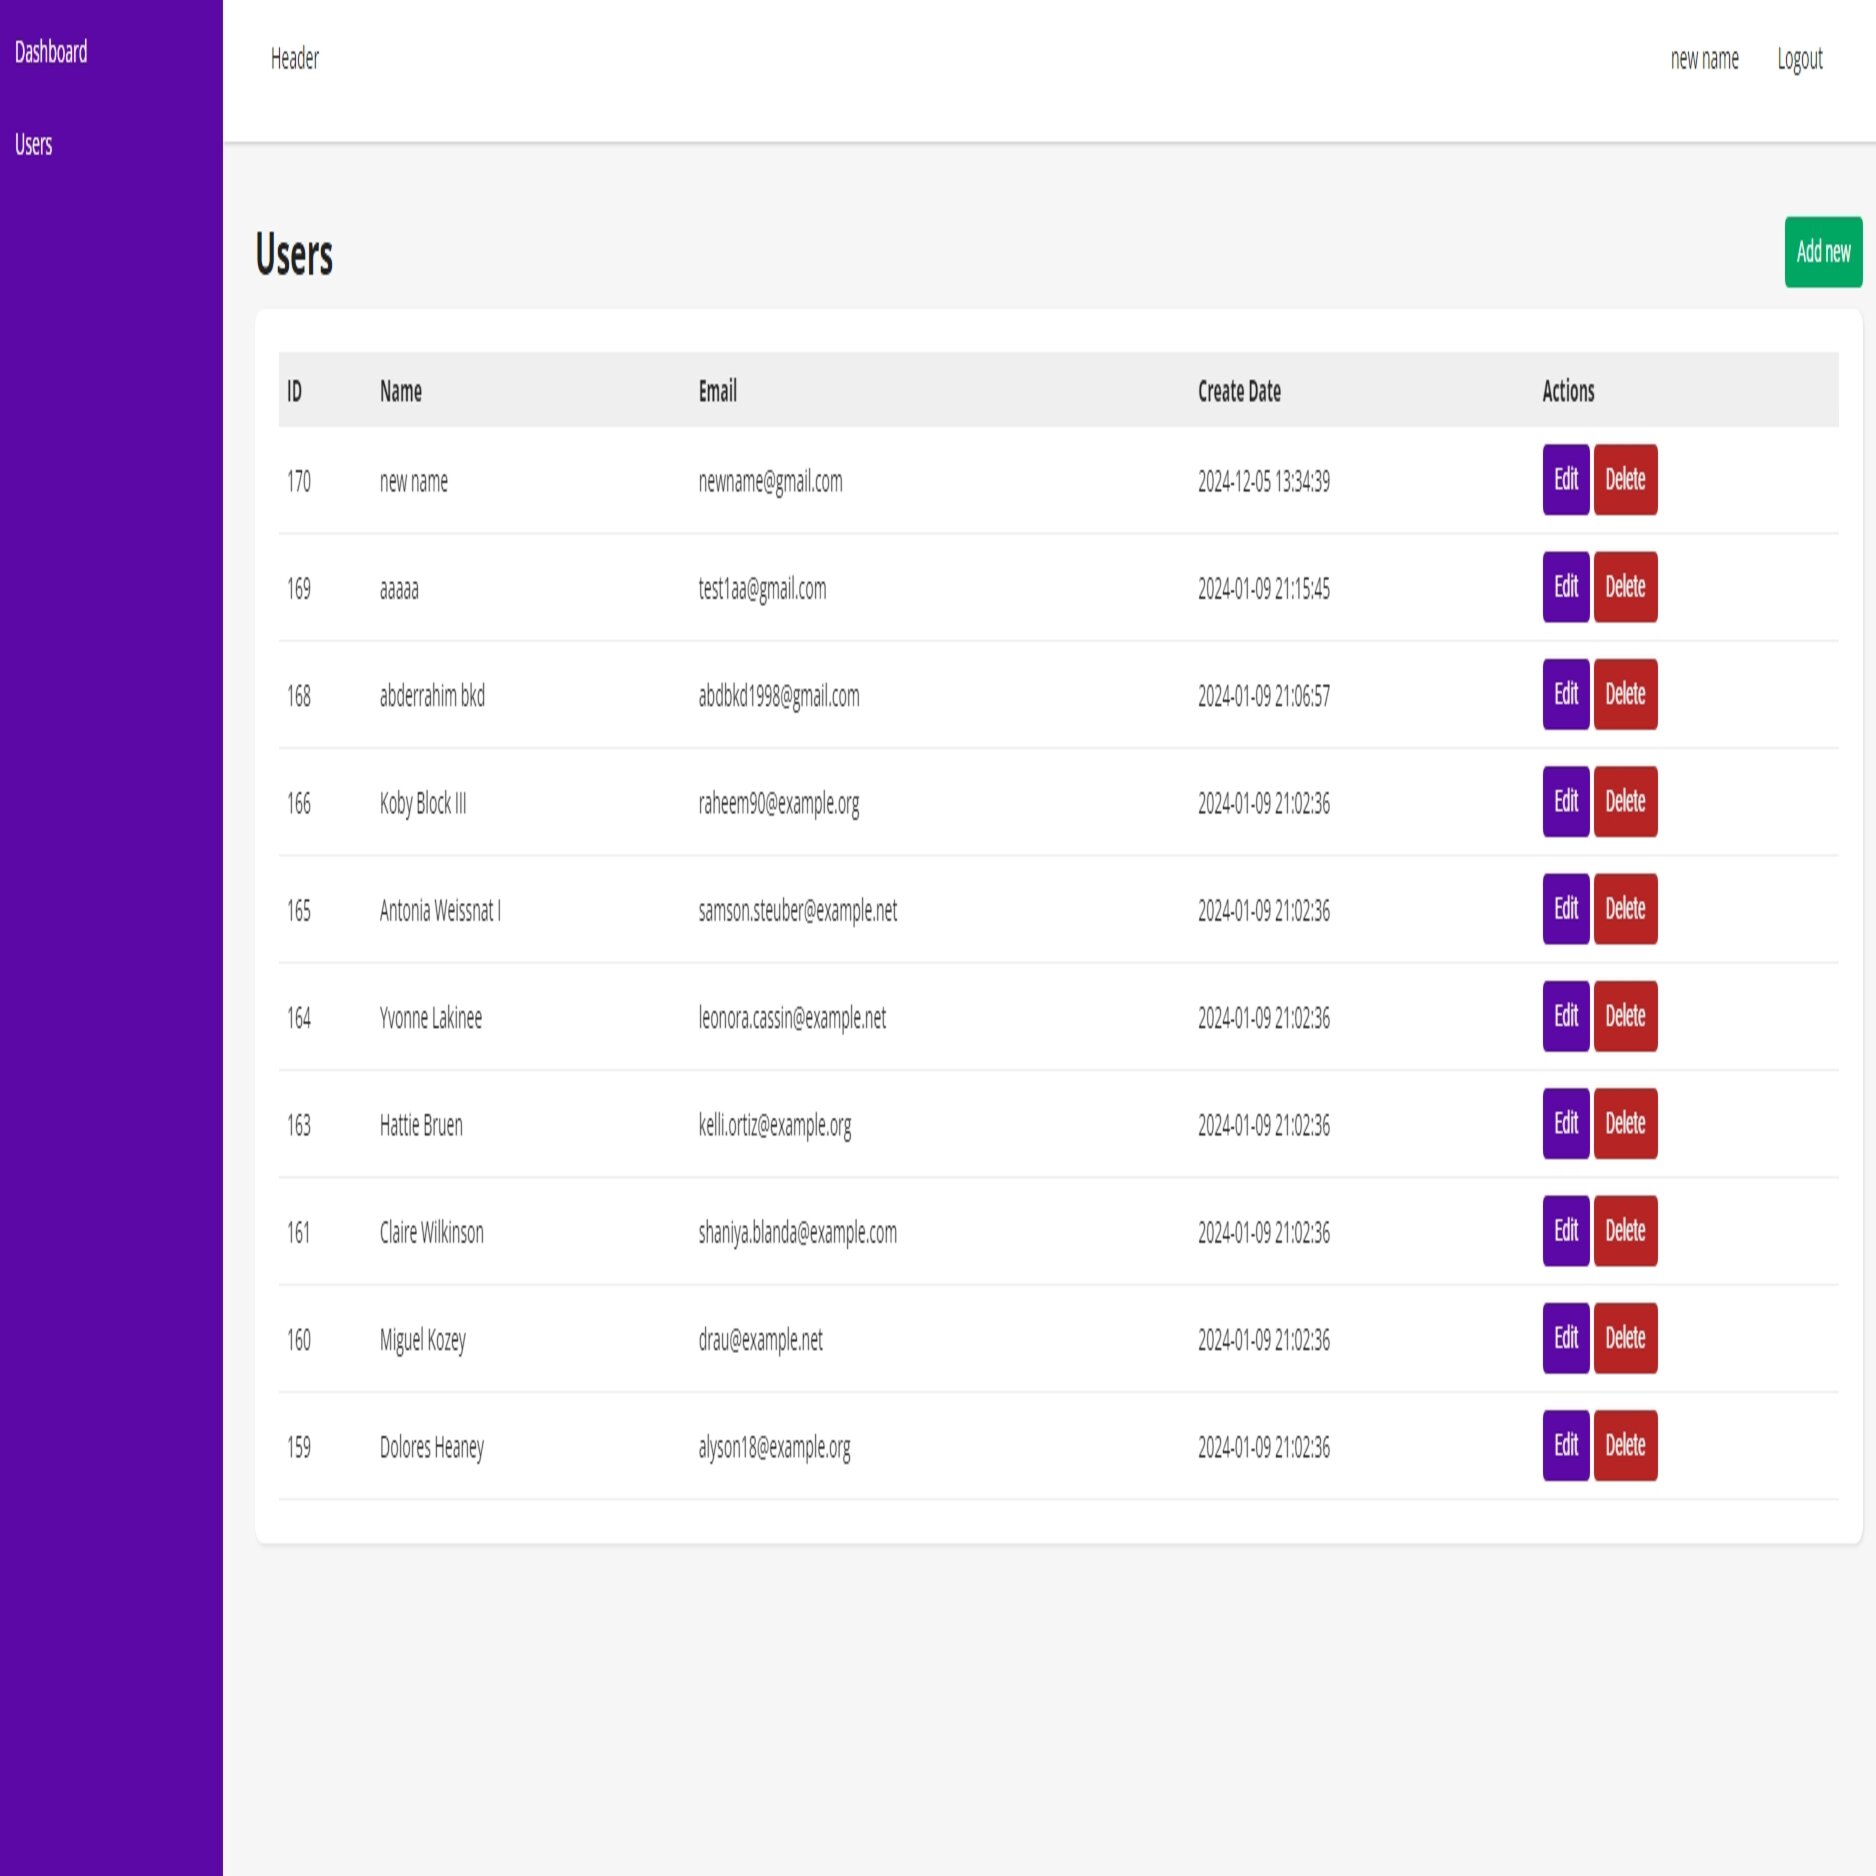 Dashboard
Users
Header
new name
Logout
Users
Add new
ID Name Email Create Date Actions
170 new name newname@gmail.com 2024-12-05 13:34:39 Edit Delete
169 aaaaa test1aa@gmail.com 2024-01-09 21:15:45 Edit Delete
168 abderrahim bkd abdbkd1998@gmail.com 2024-01-09 21:06:57 Edit Delete
166 Koby Block III raheem90@example.org 2024-01-09 21:02:36 Edit Delete
165 Antonia Weissnat I samson.steuber@example.net 2024-01-09 21:02:36 Edit Delete
164 Yvonne Lakinee leonora.cassin@example.net 2024-01-09 21:02:36 Edit Delete
163 Hattie Bruen kelli.ortiz@example.org 2024-01-09 21:02:36 Edit Delete
161 Claire Wilkinson shaniya.blanda@example.com 2024-01-09 21:02:36 Edit Delete
160 Miguel Kozey drau@example.net 2024-01-09 21:02:36 Edit Delete
159 Dolores Heaney alyson18@example.org 2024-01-09 21:02:36 Edit Delete